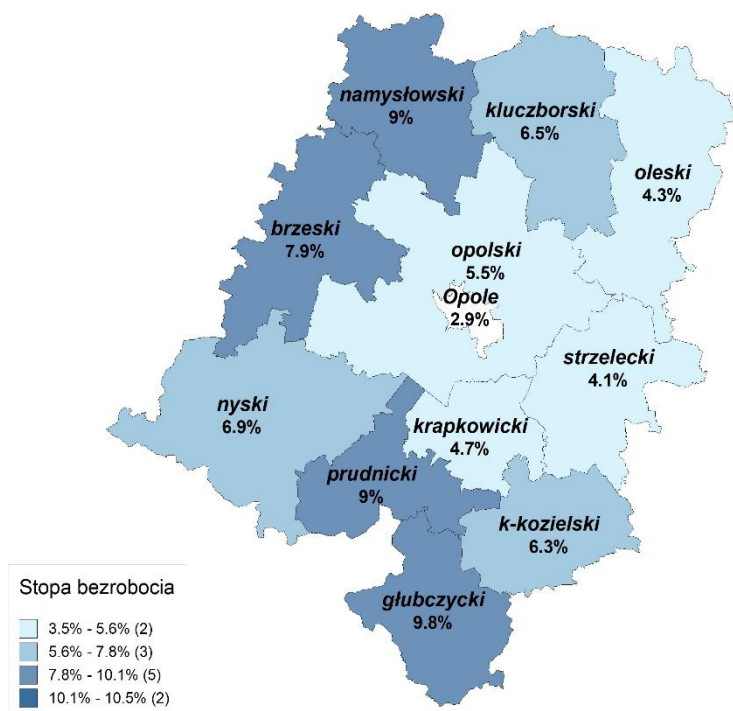 namysłowski
9%
kluczborski
6.5%
oleski
4.3%
brzeski
7.9%
opolski
5.5%
Opole
2.9%
strzelecki
4.1%
nyski
6.9%
krapkowicki
4.7%
prudnicki
9%
k-kozielski
6.3%
głubczycki
9.8%
Stopa bezrobocia
3.5% - 5.6% (2)
5.6% - 7.8% (3)
7.8% - 10.1% (5)
10.1% - 10.5% (2)